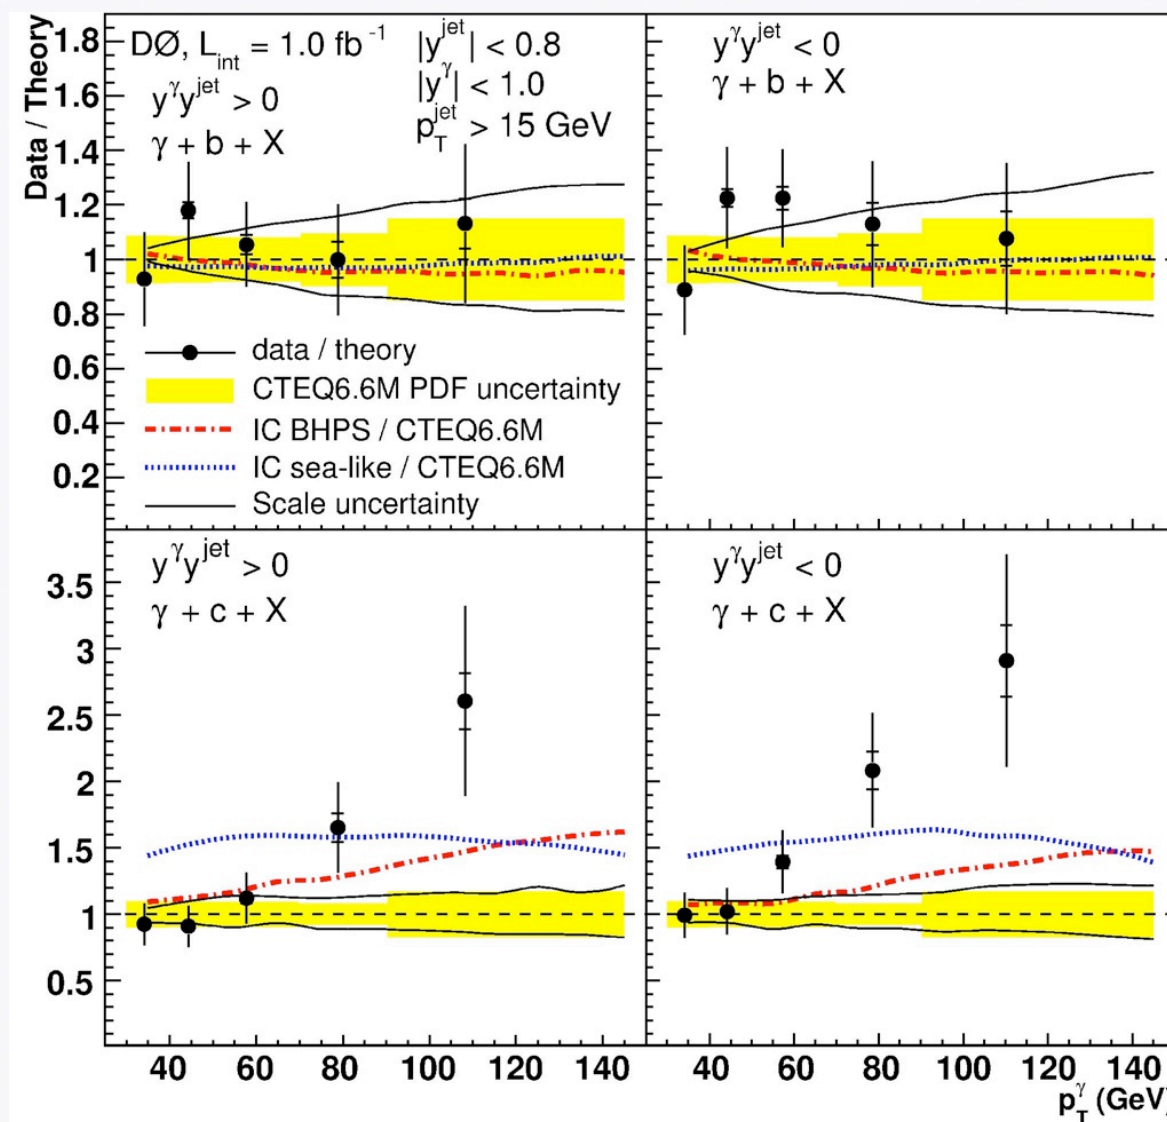 Data / Theory
1.8
1.6
1.4
1.2
1
0.8
0.6
0.4
0.2
DØ, L_int = 1.0 fb^-1
y^γ y^jet > 0
γ + b + X
|y^jet| < 0.8
|y^γ| < 1.0
p_T^jet > 15 GeV
data / theory
CTEQ6.6M PDF uncertainty
IC BHPS / CTEQ6.6M
IC sea-like / CTEQ6.6M
Scale uncertainty
y^γ y^jet < 0
γ + b + X
3.5
3
2.5
2
1.5
1
0.5
y^γ y^jet > 0
γ + c + X
y^γ y^jet < 0
γ + c + X
40 60 80 100 120 140
40 60 80 100 120 140
p_T^γ (GeV)